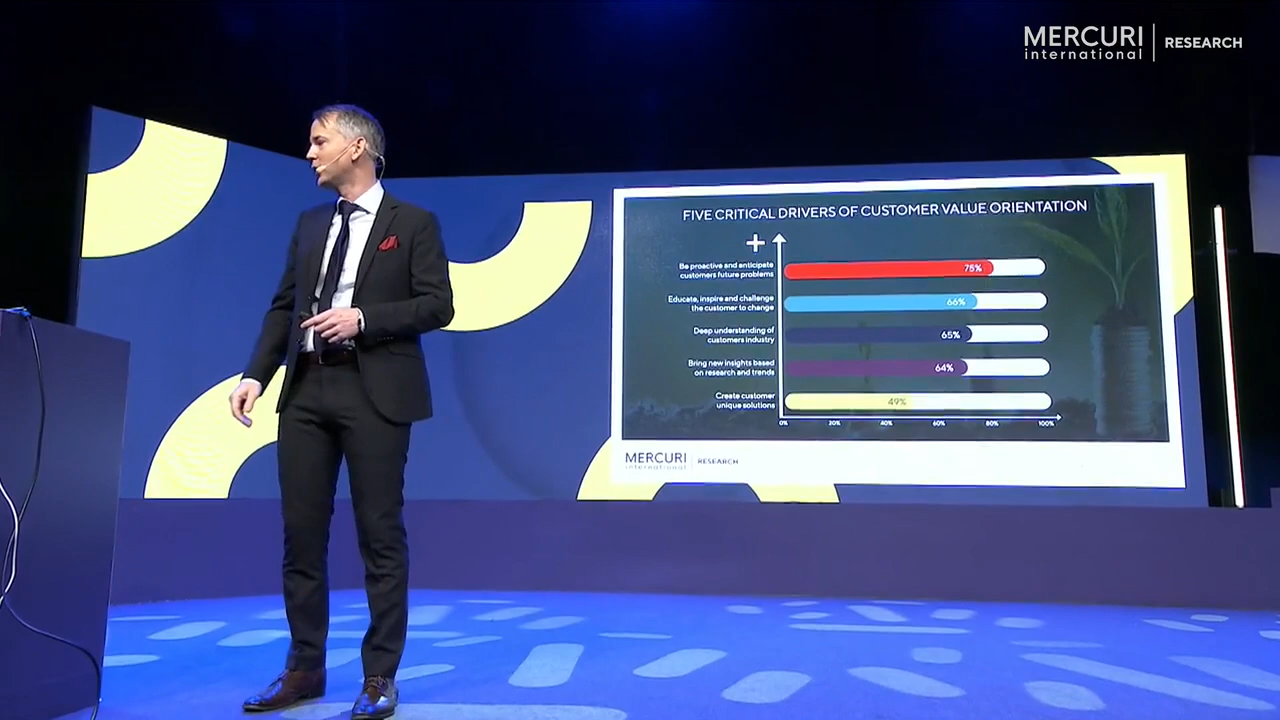 MERCURI
international
RESEARCH
FIVE CRITICAL DRIVERS OF CUSTOMER VALUE ORIENTATION
Be proactive and anticipate
customers future problems
75%
Educate, inspire and challenge
the customer to change
66%
Deep understanding of
customers industry
65%
Bring new insights based
on research and trends
64%
Create customer
unique solutions
49%
0% 20% 40% 60% 80% 100%
MERCURI
international
RESEARCH